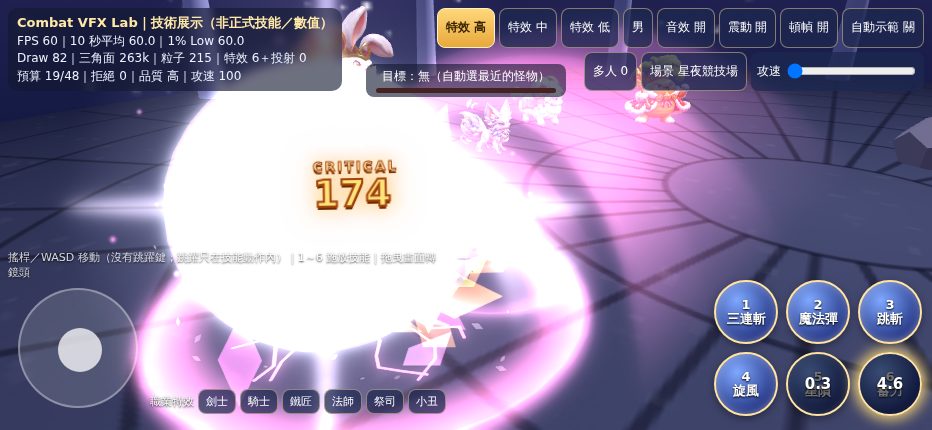 Combat VFX Lab｜技術展示（非正式技能／數值）
FPS 60｜10 秒平均 60.0｜1% Low 60.0
Draw 82｜三角面 263k｜粒子 215｜特效 6＋投射 0
預算 19/48｜拒絕 0｜品質 高｜攻速 100
特效 高
特效 中
特效 低
男
音效 開
震動 開
頓幀 開
自動示範 關
目標：無（自動選最近的怪物）
多人 0
場景 星夜競技場
攻速
CRITICAL
174
搖桿／WASD 移動（沒有跳躍鍵，跳躍只在技能動作內）｜1～6 施放技能｜拖曳畫面轉
鏡頭
1
三連斬
2
魔法彈
3
跳斬
4
旋風
0.3
4.6
蓄力
職業特效
劍士
騎士
鐵匠
法師
祭司
小丑